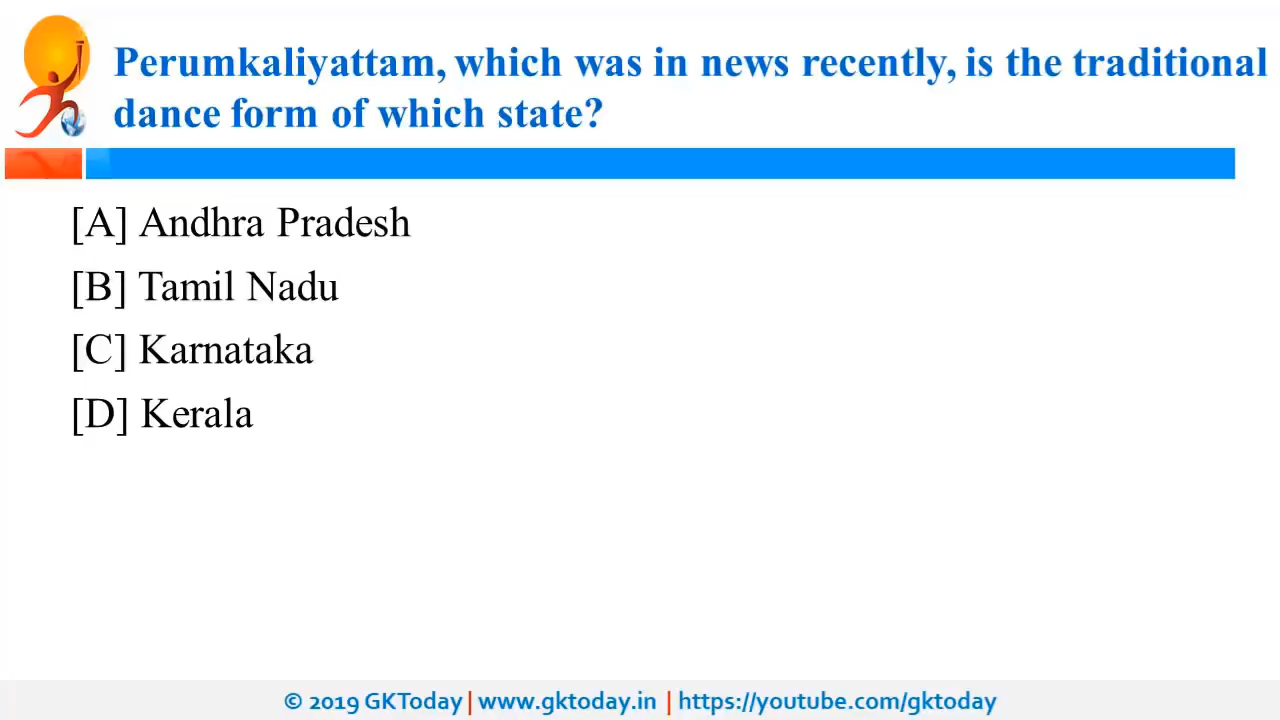 Perumkaliyattam, which was in news recently, is the traditional
dance form of which state?
[A] Andhra Pradesh
[B] Tamil Nadu
[C] Karnataka
[D] Kerala
© 2019 GKToday | www.gktoday.in | https://youtube.com/gktoday